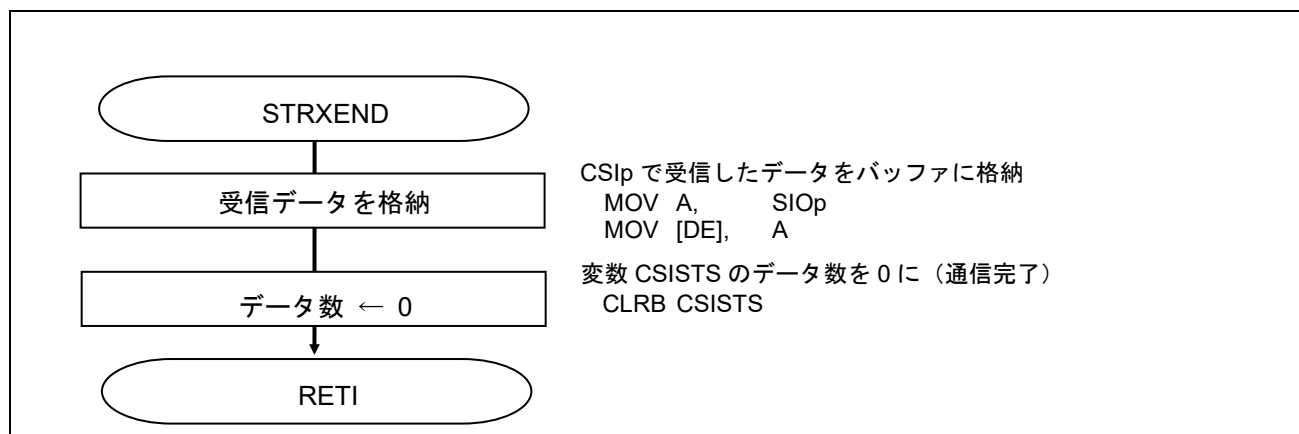 STRXEND
受信データを格納
CSIp で受信したデータをバッファに格納
MOV A, SIOp
MOV [DE], A
データ数 ← 0
変数 CSISTS のデータ数を 0 に（通信完了）
CLRB CSISTS
RETI